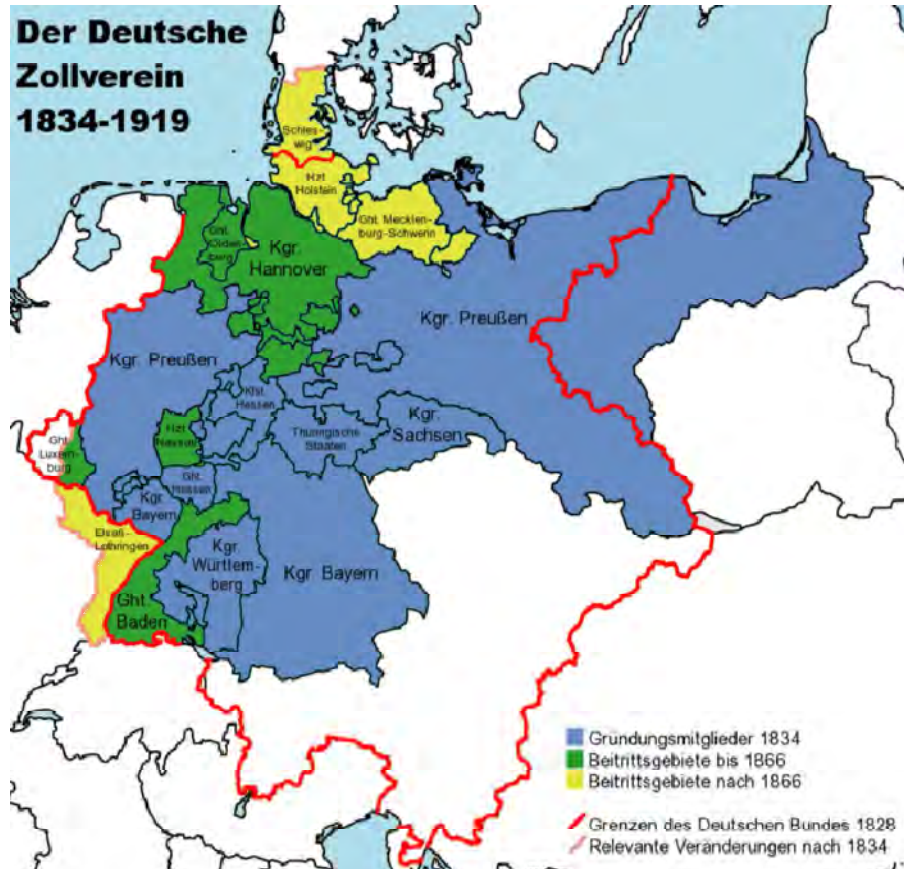 Der Deutsche
Zollverein
1834-1919
Schles-
wig
Hzt.
Holstein
Ght. Mecklen-
burg-Schwerin
Ght.
Olden-
burg
Kgr.
Hannover
Kgr. Preußen
Kgr. Preußen
Kfst.
Hessen
Hzt.
Nassau
Thüringische
Staaten
Kgr.
Sachsen
Ght.
Luxem-
burg
Ght.
Hessen
Kgr.
Bayern
Elsaß-
Lothringen
Kgr.
Württem-
berg
Kgr. Bayern
Ght.
Baden
Gründungsmitglieder 1834
Beitrittsgebiete bis 1866
Beitrittsgebiete nach 1866
Grenzen des Deutschen Bundes 1828
Relevante Veränderungen nach 1834